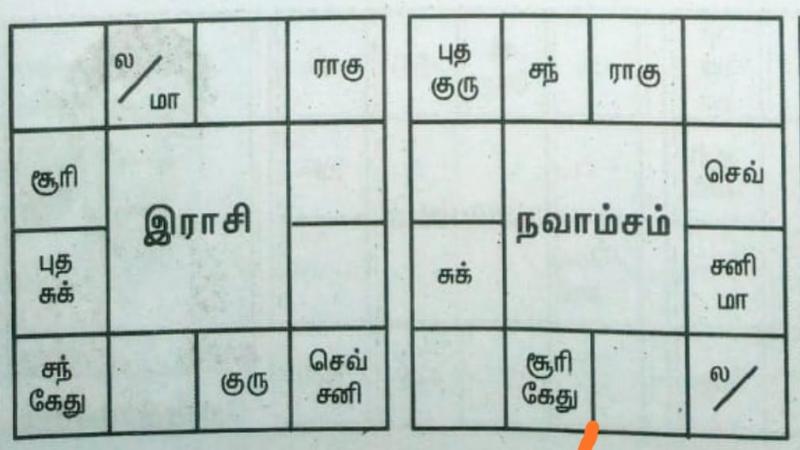 ல
மா
ராகு
சூரி
இராசி
புத
சுக்
சந்
கேது
குரு
செவ்
சனி
புத
குரு
சந்
ராகு
செவ்
நவாம்சம்
சுக்
சனி
மா
சூரி
கேது
ல